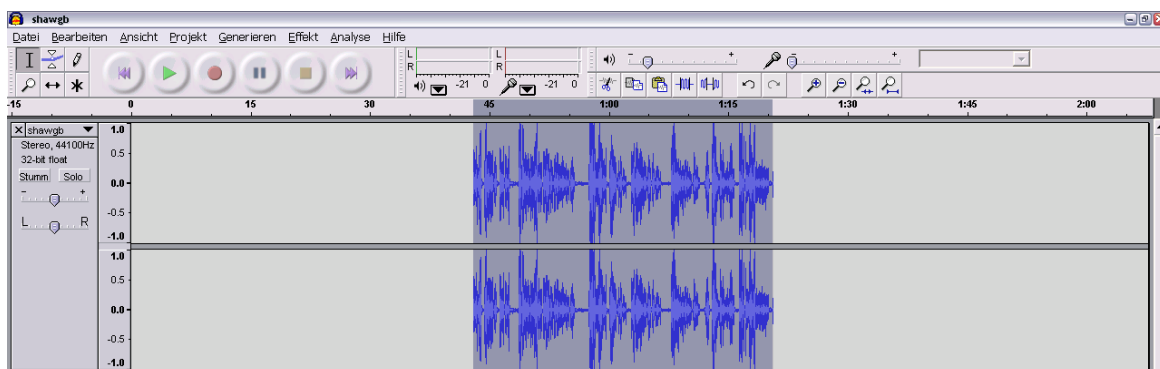 shawgb
Datei Bearbeiten Ansicht Projekt Generieren Effekt Analyse Hilfe
L
R
-21 0
L
R
-21 0
- +
- +
-15 0 15 30 45 1:00 1:15 1:30 1:45 2:00
shawgb
Stereo, 44100Hz
32-bit float
Stumm Solo
- +
L R
1.0
0.5
0.0
-0.5
-1.0
1.0
0.5
0.0
-0.5
-1.0